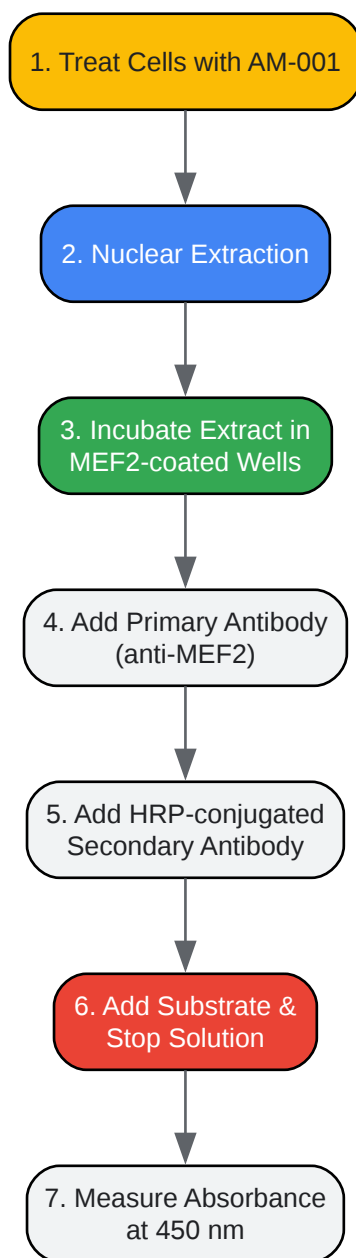 1. Treat Cells with AM-001
2. Nuclear Extraction
3. Incubate Extract in
MEF2-coated Wells
4. Add Primary Antibody
(anti-MEF2)
5. Add HRP-conjugated
Secondary Antibody
6. Add Substrate &
Stop Solution
7. Measure Absorbance
at 450 nm